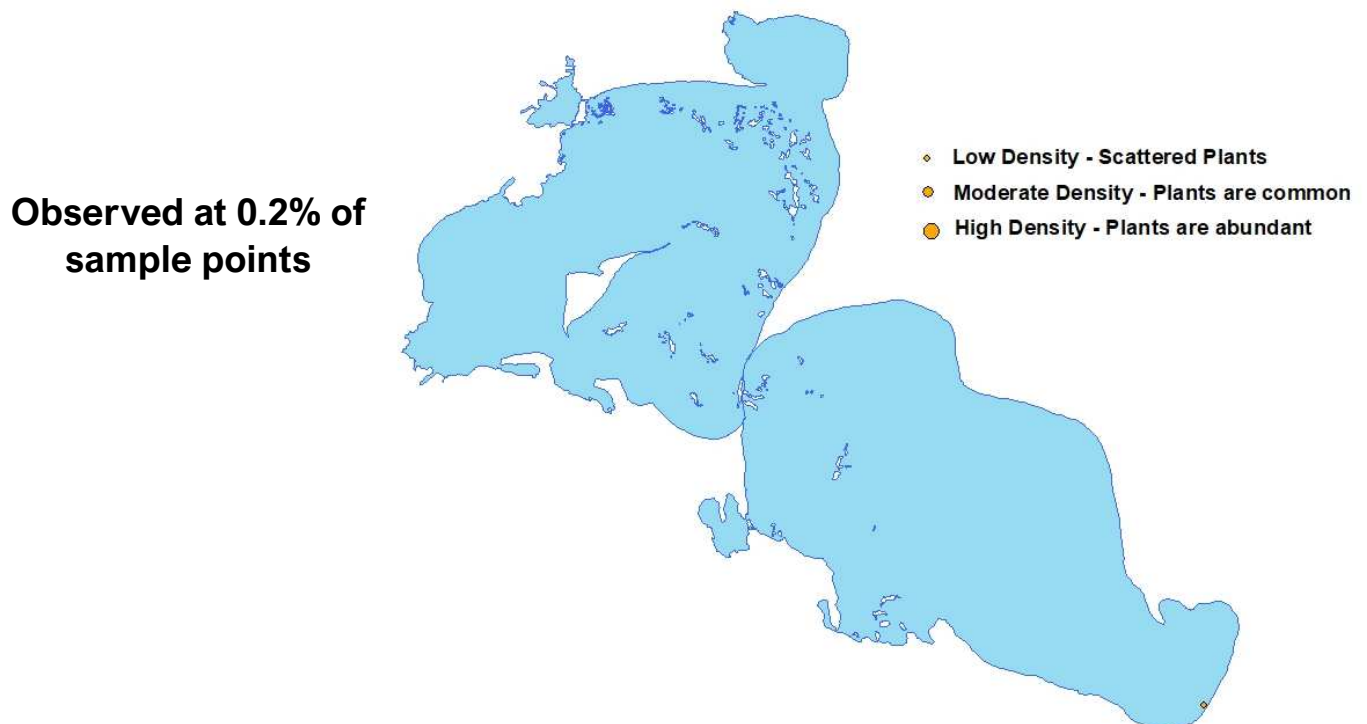 Observed at 0.2% of
sample points
Low Density - Scattered Plants
Moderate Density - Plants are common
High Density - Plants are abundant